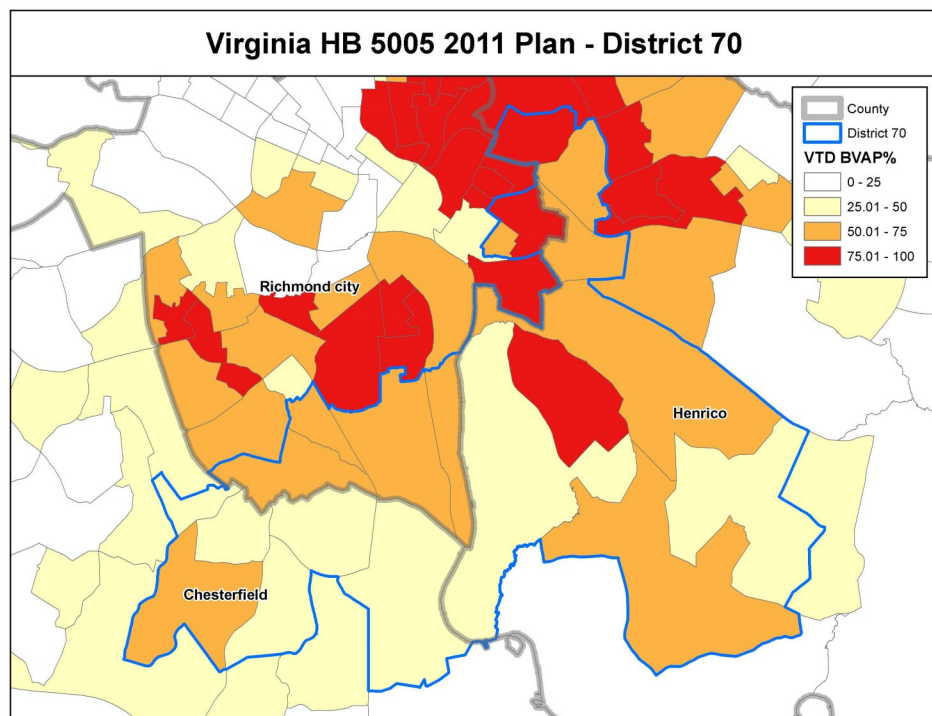 Virginia HB 5005 2011 Plan - District 70
County
District 70
VTD BVAP%
0 - 25
25.01 - 50
50.01 - 75
75.01 - 100
Richmond city
Henrico
Chesterfield